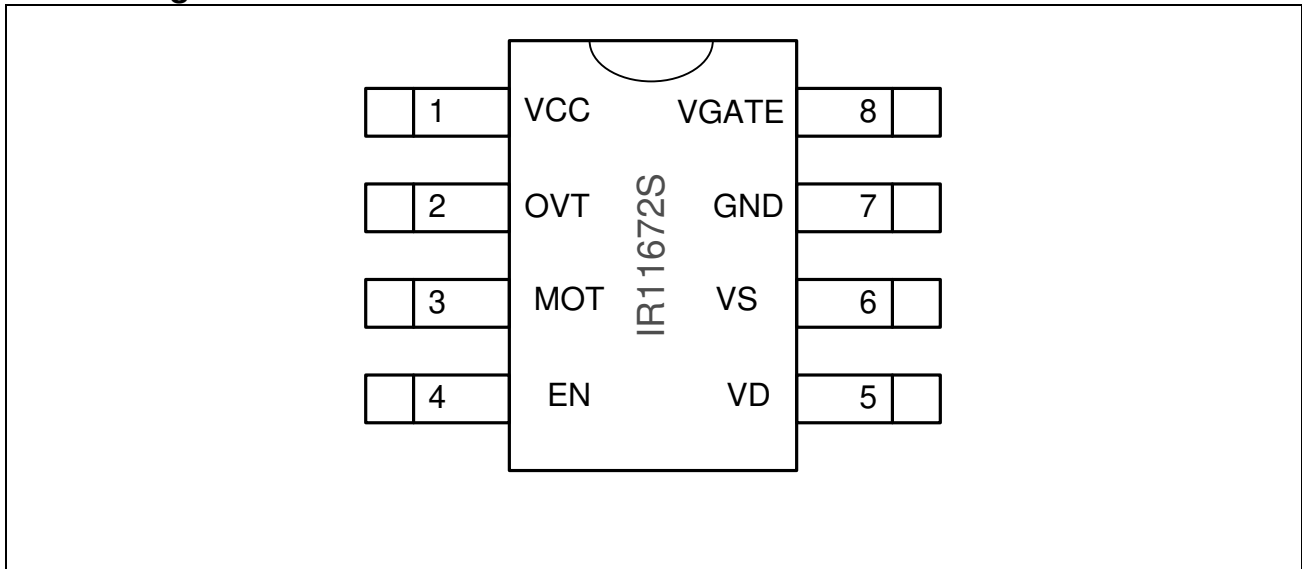 1 VCC VGATE 8
2 OVT GND 7
3 MOT VS 6
4 EN VD 5
IR11672S